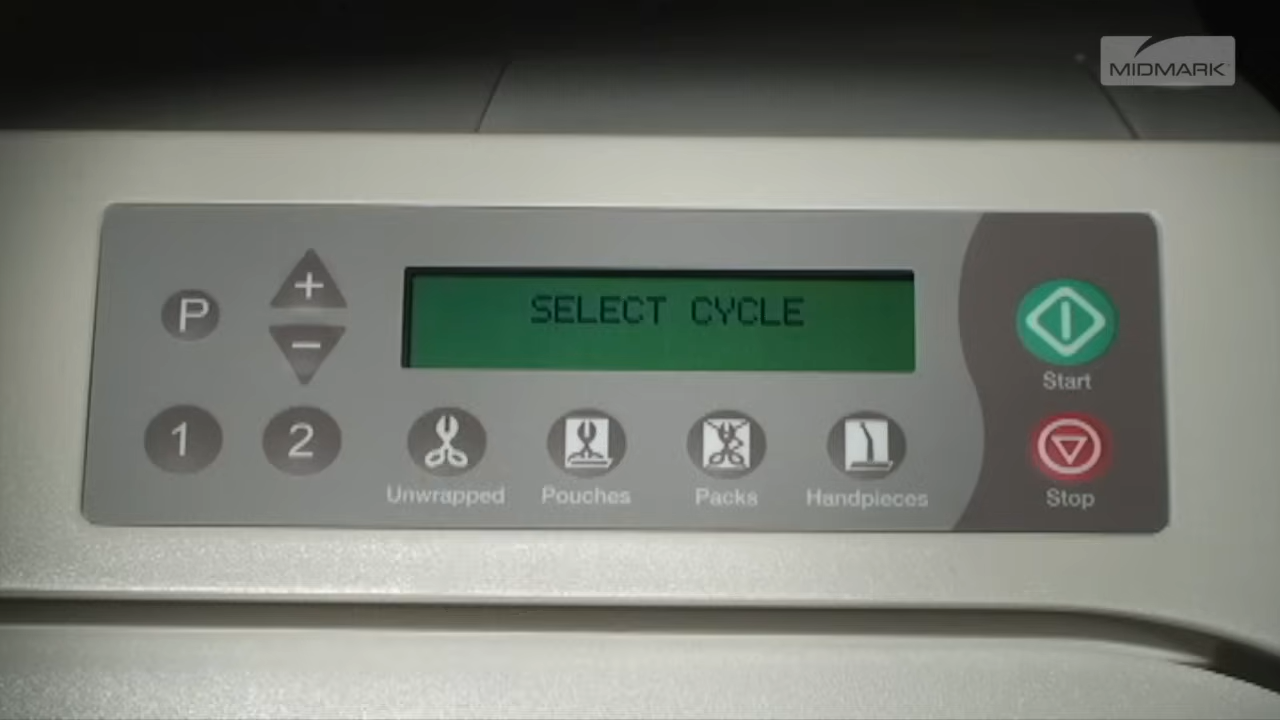 MIDMARK
SELECT CYCLE
P
+
−
Start
1
2
Unwrapped
Pouches
Packs
Handpieces
Stop